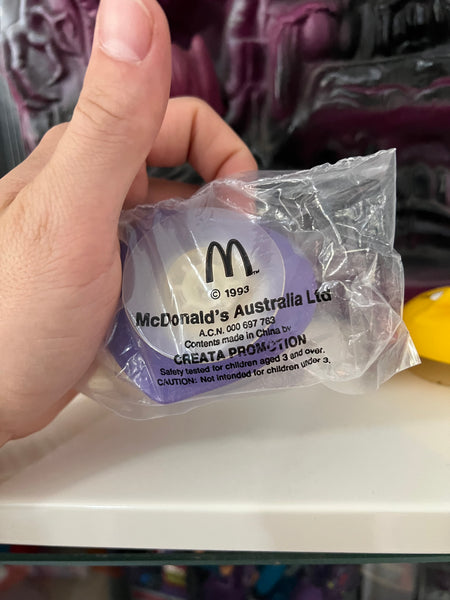 M™
© 1993
McDonald's Australia Ltd
A.C.N. 000 697 763
Contents made in China by
CREATA PROMOTION
Safety tested for children aged 3 and over.
CAUTION: Not intended for children under 3.